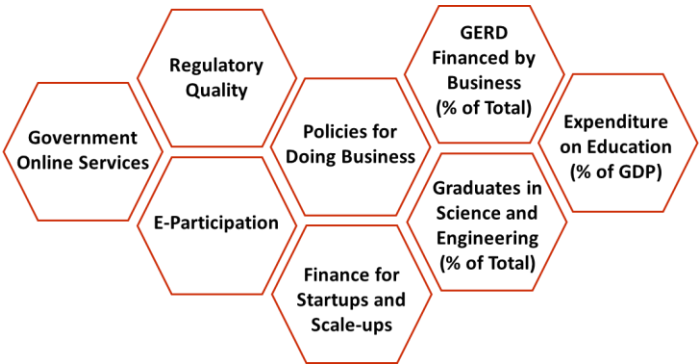 Government
Online Services
Regulatory
Quality
E-Participation
Policies for
Doing Business
Finance for
Startups and
Scale-ups
GERD
Financed by
Business
(% of Total)
Graduates in
Science and
Engineering
(% of Total)
Expenditure
on Education
(% of GDP)